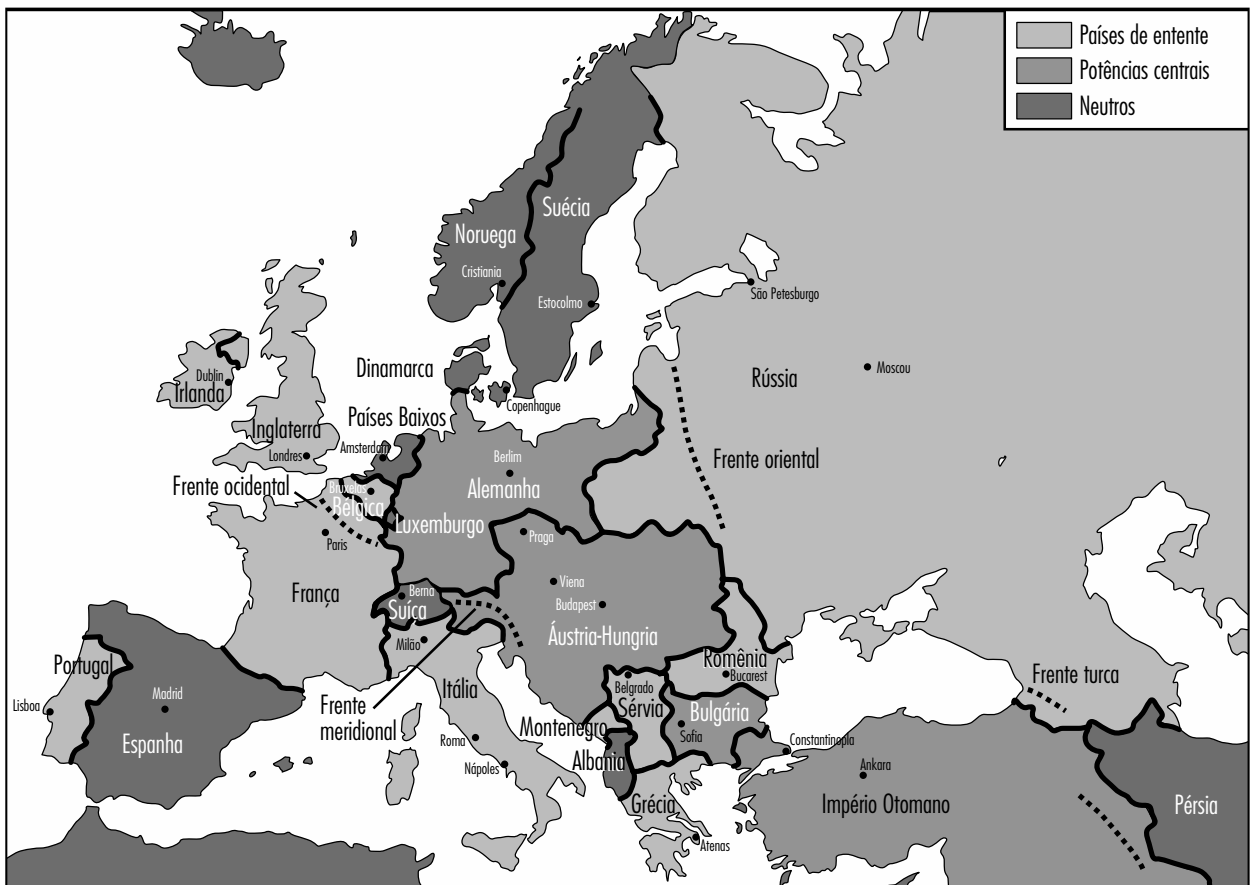 Países de entente
Potências centrais
Neutros
Suécia
Noruega
Cristiania
Estocolmo
São Petesburgo
Moscou
Rússia
Dinamarca
Copenhague
Dublin
Irlanda
Inglaterra
Londres
Países Baixos
Amsterdam
Berlim
Alemanha
Frente oriental
Frente ocidental
Bruxelas
Bélgica
Luxemburgo
Praga
Paris
Viena
Budapest
França
Berna
Suíça
Áustria-Hungria
Milão
Portugal
Lisboa
Madrid
Espanha
Frente
meridional
Itália
Roma
Nápoles
Romênia
Bucarest
Belgrado
Sérvia
Bulgária
Sofia
Montenegro
Albania
Grécia
Atenas
Constantinopla
Ankara
Império Otomano
Frente turca
Pérsia